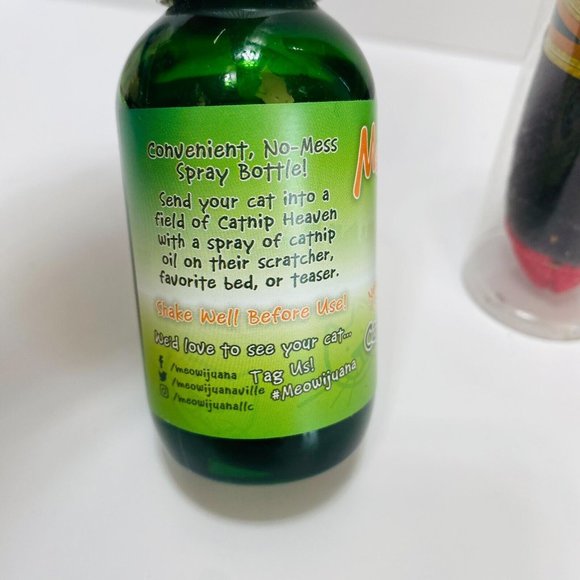 Convenient, No-Mess
Spray Bottle!
Send your cat into a
field of Catnip Heaven
with a spray of catnip
oil on their scratcher,
favorite bed, or teaser.
Shake Well Before Use!
We'd love to see your cat...
Tag Us!
#Meowijuana
/meowijuana
/meowijuanaville
/meowijuanallc